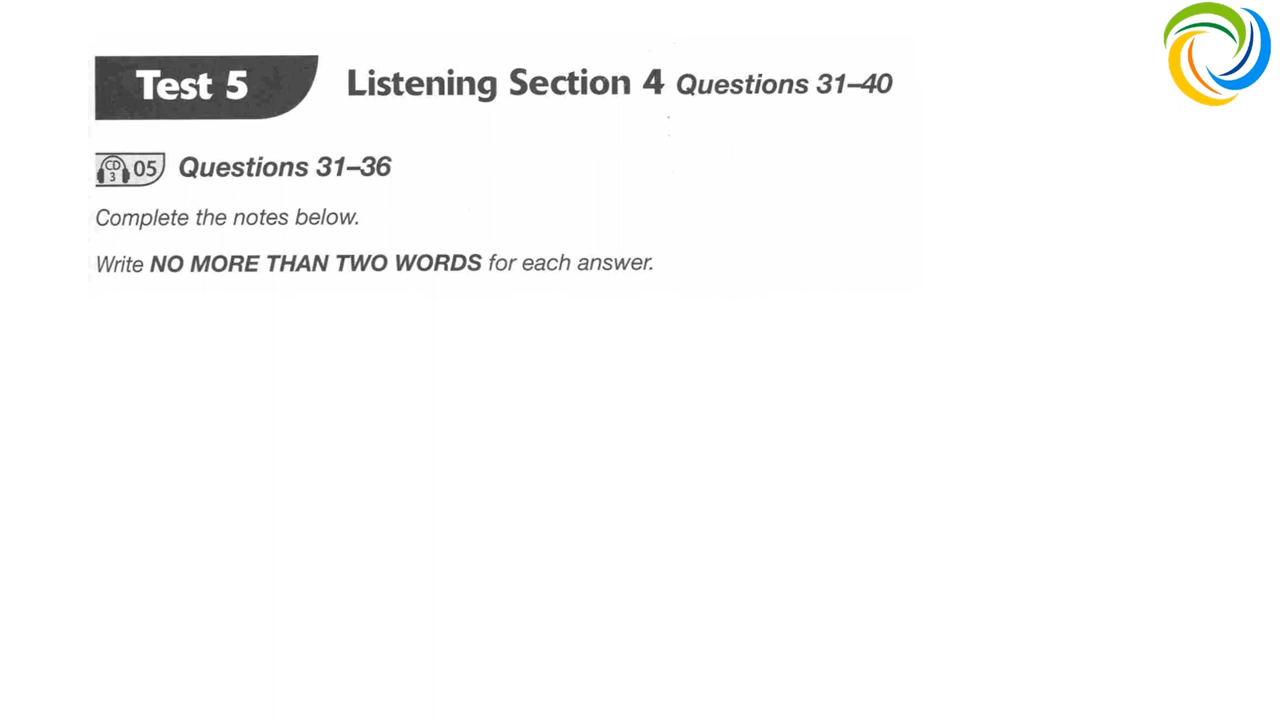 Test 5 Listening Section 4 Questions 31–40
CD 3 05 Questions 31–36
Complete the notes below.
Write NO MORE THAN TWO WORDS for each answer.